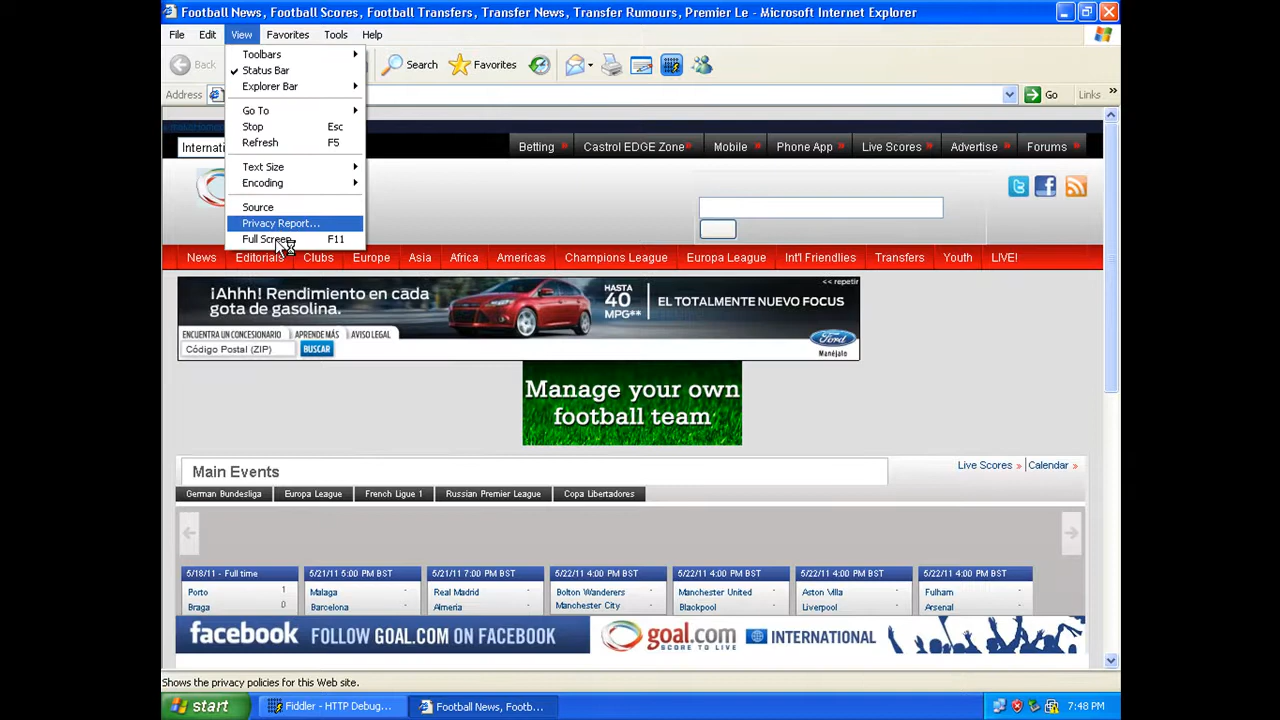 Football News, Football Scores, Football Transfers, Transfer News, Transfer Rumours, Premier Le - Microsoft Internet Explorer
File Edit View Favorites Tools Help
Back Search Favorites
Address Go Links »
Toolbars
Status Bar
Explorer Bar
Go To
Stop Esc
Refresh F5
Text Size
Encoding
Source
Privacy Report...
Full Screen F11
Internati
Betting » Castrol EDGE Zone » Mobile » Phone App » Live Scores » Advertise » Forums »
News Editorials Clubs Europe Asia Africa Americas Champions League Europa League Int'l Friendlies Transfers Youth LIVE!
<< repetir
¡Ahhh! Rendimiento en cada
gota de gasolina.
HASTA
40
MPG**
EL TOTALMENTE NUEVO FOCUS
ENCUENTRA UN CONCESIONARIO APRENDE MÁS AVISO LEGAL
Código Postal (ZIP) BUSCAR
Ford
Manéjalo
Manage your own
football team
Main Events
Live Scores » Calendar »
German Bundesliga Europa League French Ligue 1 Russian Premier League Copa Libertadores
5/18/11 - Full time 5/21/11 5:00 PM BST 5/21/11 7:00 PM BST 5/22/11 4:00 PM BST 5/22/11 4:00 PM BST 5/22/11 4:00 PM BST 5/22/11 4:00 PM BST
Porto 1 Malaga - Real Madrid - Bolton Wanderers - Manchester United - Aston Villa - Fulham -
Braga 0 Barcelona - Almeria - Manchester City - Blackpool - Liverpool - Arsenal -
facebook FOLLOW GOAL.COM ON FACEBOOK goal.com SCORE TO LIVE INTERNATIONAL
Shows the privacy policies for this Web site.
start Fiddler - HTTP Debug... Football News, Footb... 7:48 PM